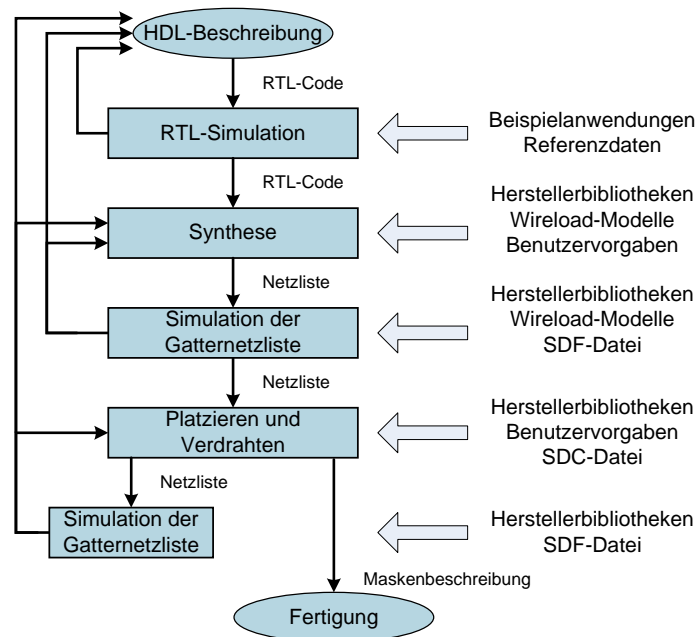 HDL-Beschreibung
RTL-Code
RTL-Simulation
Beispielanwendungen
Referenzdaten
RTL-Code
Synthese
Herstellerbibliotheken
Wireload-Modelle
Benutzervorgaben
Netzliste
Simulation der
Gatternetzliste
Herstellerbibliotheken
Wireload-Modelle
SDF-Datei
Netzliste
Platzieren und
Verdrahten
Herstellerbibliotheken
Benutzervorgaben
SDC-Datei
Netzliste
Simulation der
Gatternetzliste
Herstellerbibliotheken
SDF-Datei
Maskenbeschreibung
Fertigung